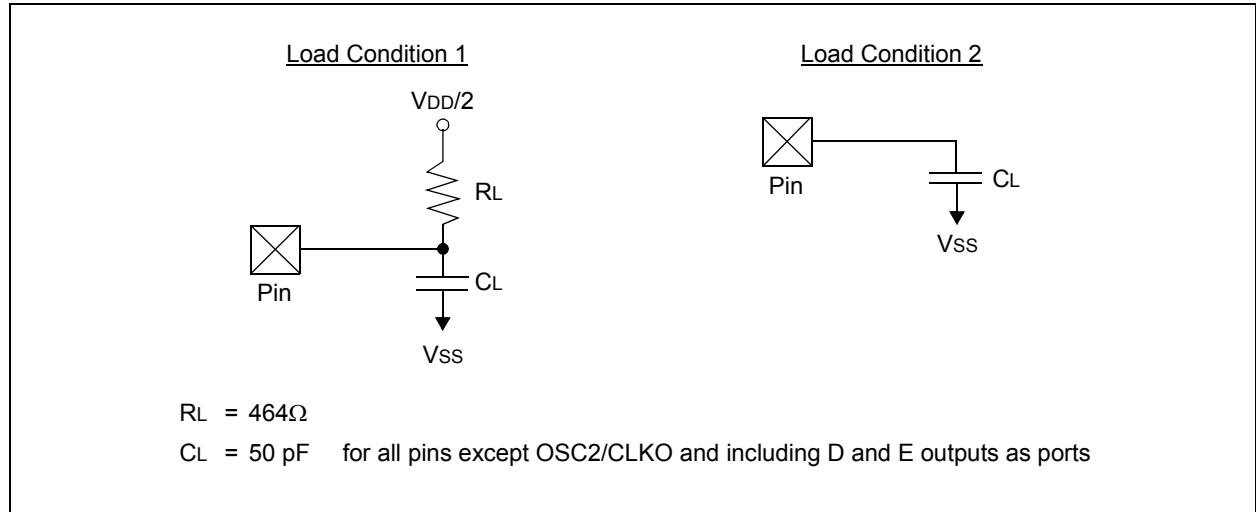 Load Condition 1
VDD/2
RL
Pin
CL
VSS
Load Condition 2
Pin
CL
VSS
RL = 464Ω
CL = 50 pF for all pins except OSC2/CLKO and including D and E outputs as ports